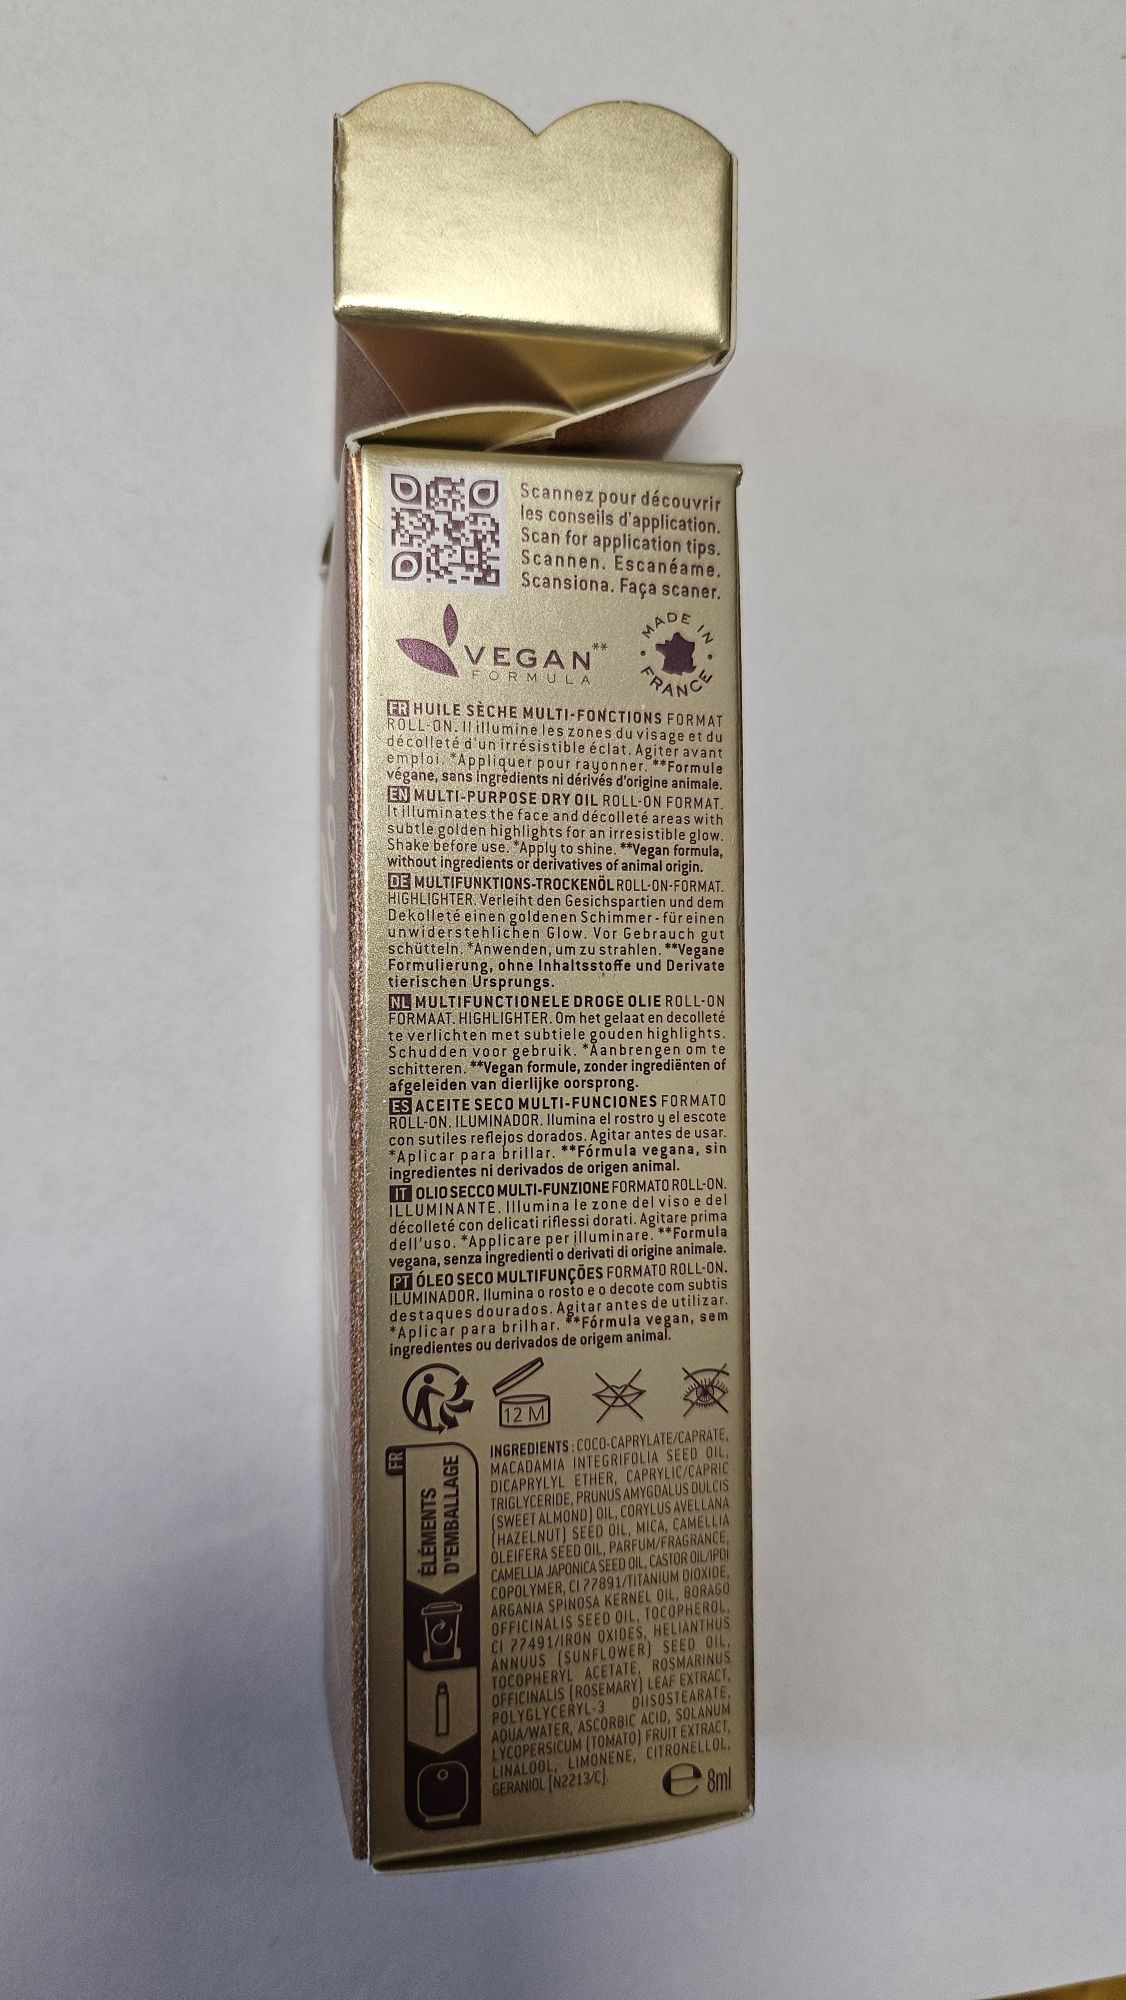 Scannez pour découvrir
les conseils d'application.
Scan for application tips.
Scannen. Escanéame.
Scansiona. Faça scaner.
VEGAN**
FORMULA
MADE IN
FRANCE
FR HUILE SÈCHE MULTI-FONCTIONS FORMAT
ROLL-ON. Il illumine les zones du visage et du
décolleté d'un irrésistible éclat. Agiter avant
emploi. *Appliquer pour rayonner. **Formule
végane, sans ingrédients ni dérivés d'origine animale.
EN MULTI-PURPOSE DRY OIL ROLL-ON FORMAT.
It illuminates the face and décolleté areas with
subtle golden highlights for an irresistible glow.
Shake before use. *Apply to shine. **Vegan formula,
without ingredients or derivatives of animal origin.
DE MULTIFUNKTIONS-TROCKENÖL ROLL-ON-FORMAT.
HIGHLIGHTER. Verleiht den Gesichspartien und dem
Dekolleté einen goldenen Schimmer - für einen
unwiderstehlichen Glow. Vor Gebrauch gut
schütteln. *Anwenden, um zu strahlen. **Vegane
Formulierung, ohne Inhaltsstoffe und Derivate
tierischen Ursprungs.
NL MULTIFUNCTIONELE DROGE OLIE ROLL-ON
FORMAAT. HIGHLIGHTER. Om het gelaat en decolleté
te verlichten met subtiele gouden highlights.
Schudden voor gebruik. *Aanbrengen om te
schitteren. **Vegan formule, zonder ingrediënten of
afgeleiden van dierlijke oorsprong.
ES ACEITE SECO MULTI-FUNCIONES FORMATO
ROLL-ON. ILUMINADOR. Ilumina el rostro y el escote
con sutiles reflejos dorados. Agitar antes de usar.
*Aplicar para brillar. **Fórmula vegana, sin
ingredientes ni derivados de origen animal.
IT OLIO SECCO MULTI-FUNZIONE FORMATO ROLL-ON.
ILLUMINANTE. Illumina le zone del viso e del
décolleté con delicati riflessi dorati. Agitare prima
dell'uso. *Applicare per illuminare. **Formula
vegana, senza ingredienti o derivati di origine animale.
PT ÓLEO SECO MULTIFUNÇÕES FORMATO ROLL-ON.
ILUMINADOR. Ilumina o rosto e o decote com subtis
destaques dourados. Agitar antes de utilizar.
*Aplicar para brilhar. **Fórmula vegan, sem
ingredientes ou derivados de origem animal.
12 M
FR
ÉLÉMENTS
D'EMBALLAGE
INGREDIENTS : COCO-CAPRYLATE/CAPRATE,
MACADAMIA INTEGRIFOLIA SEED OIL,
DICAPRYLYL ETHER, CAPRYLIC/CAPRIC
TRIGLYCERIDE, PRUNUS AMYGDALUS DULCIS
(SWEET ALMOND) OIL, CORYLUS AVELLANA
(HAZELNUT) SEED OIL, MICA, CAMELLIA
OLEIFERA SEED OIL, PARFUM/FRAGRANCE,
CAMELLIA JAPONICA SEED OIL, CASTOR OIL/IPDI
COPOLYMER, CI 77891/TITANIUM DIOXIDE,
ARGANIA SPINOSA KERNEL OIL, BORAGO
OFFICINALIS SEED OIL, TOCOPHEROL,
CI 77491/IRON OXIDES, HELIANTHUS
ANNUUS (SUNFLOWER) SEED OIL,
TOCOPHERYL ACETATE, ROSMARINUS
OFFICINALIS (ROSEMARY) LEAF EXTRACT,
POLYGLYCERYL-3 DIISOSTEARATE,
AQUA/WATER, ASCORBIC ACID, SOLANUM
LYCOPERSICUM (TOMATO) FRUIT EXTRACT,
LINALOOL, LIMONENE, CITRONELLOL,
GERANIOL [N2213/C].
e 8ml